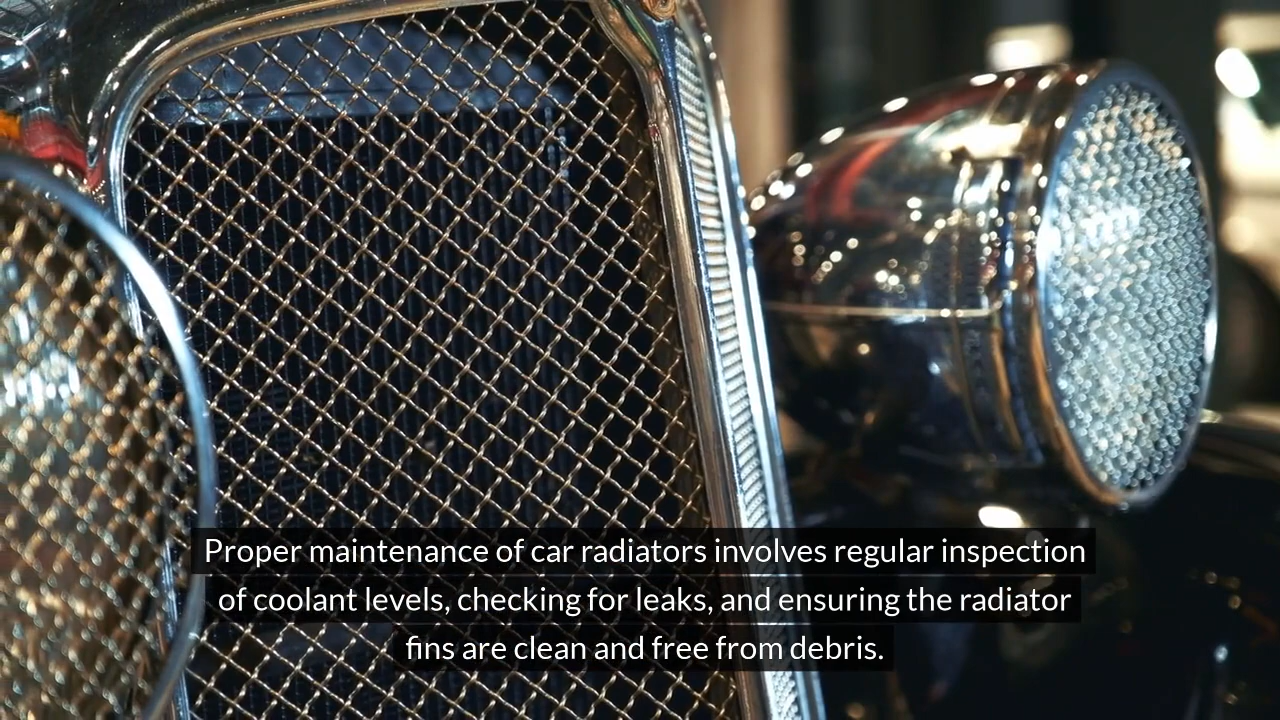 Proper maintenance of car radiators involves regular inspection
of coolant levels, checking for leaks, and ensuring the radiator
fins are clean and free from debris.